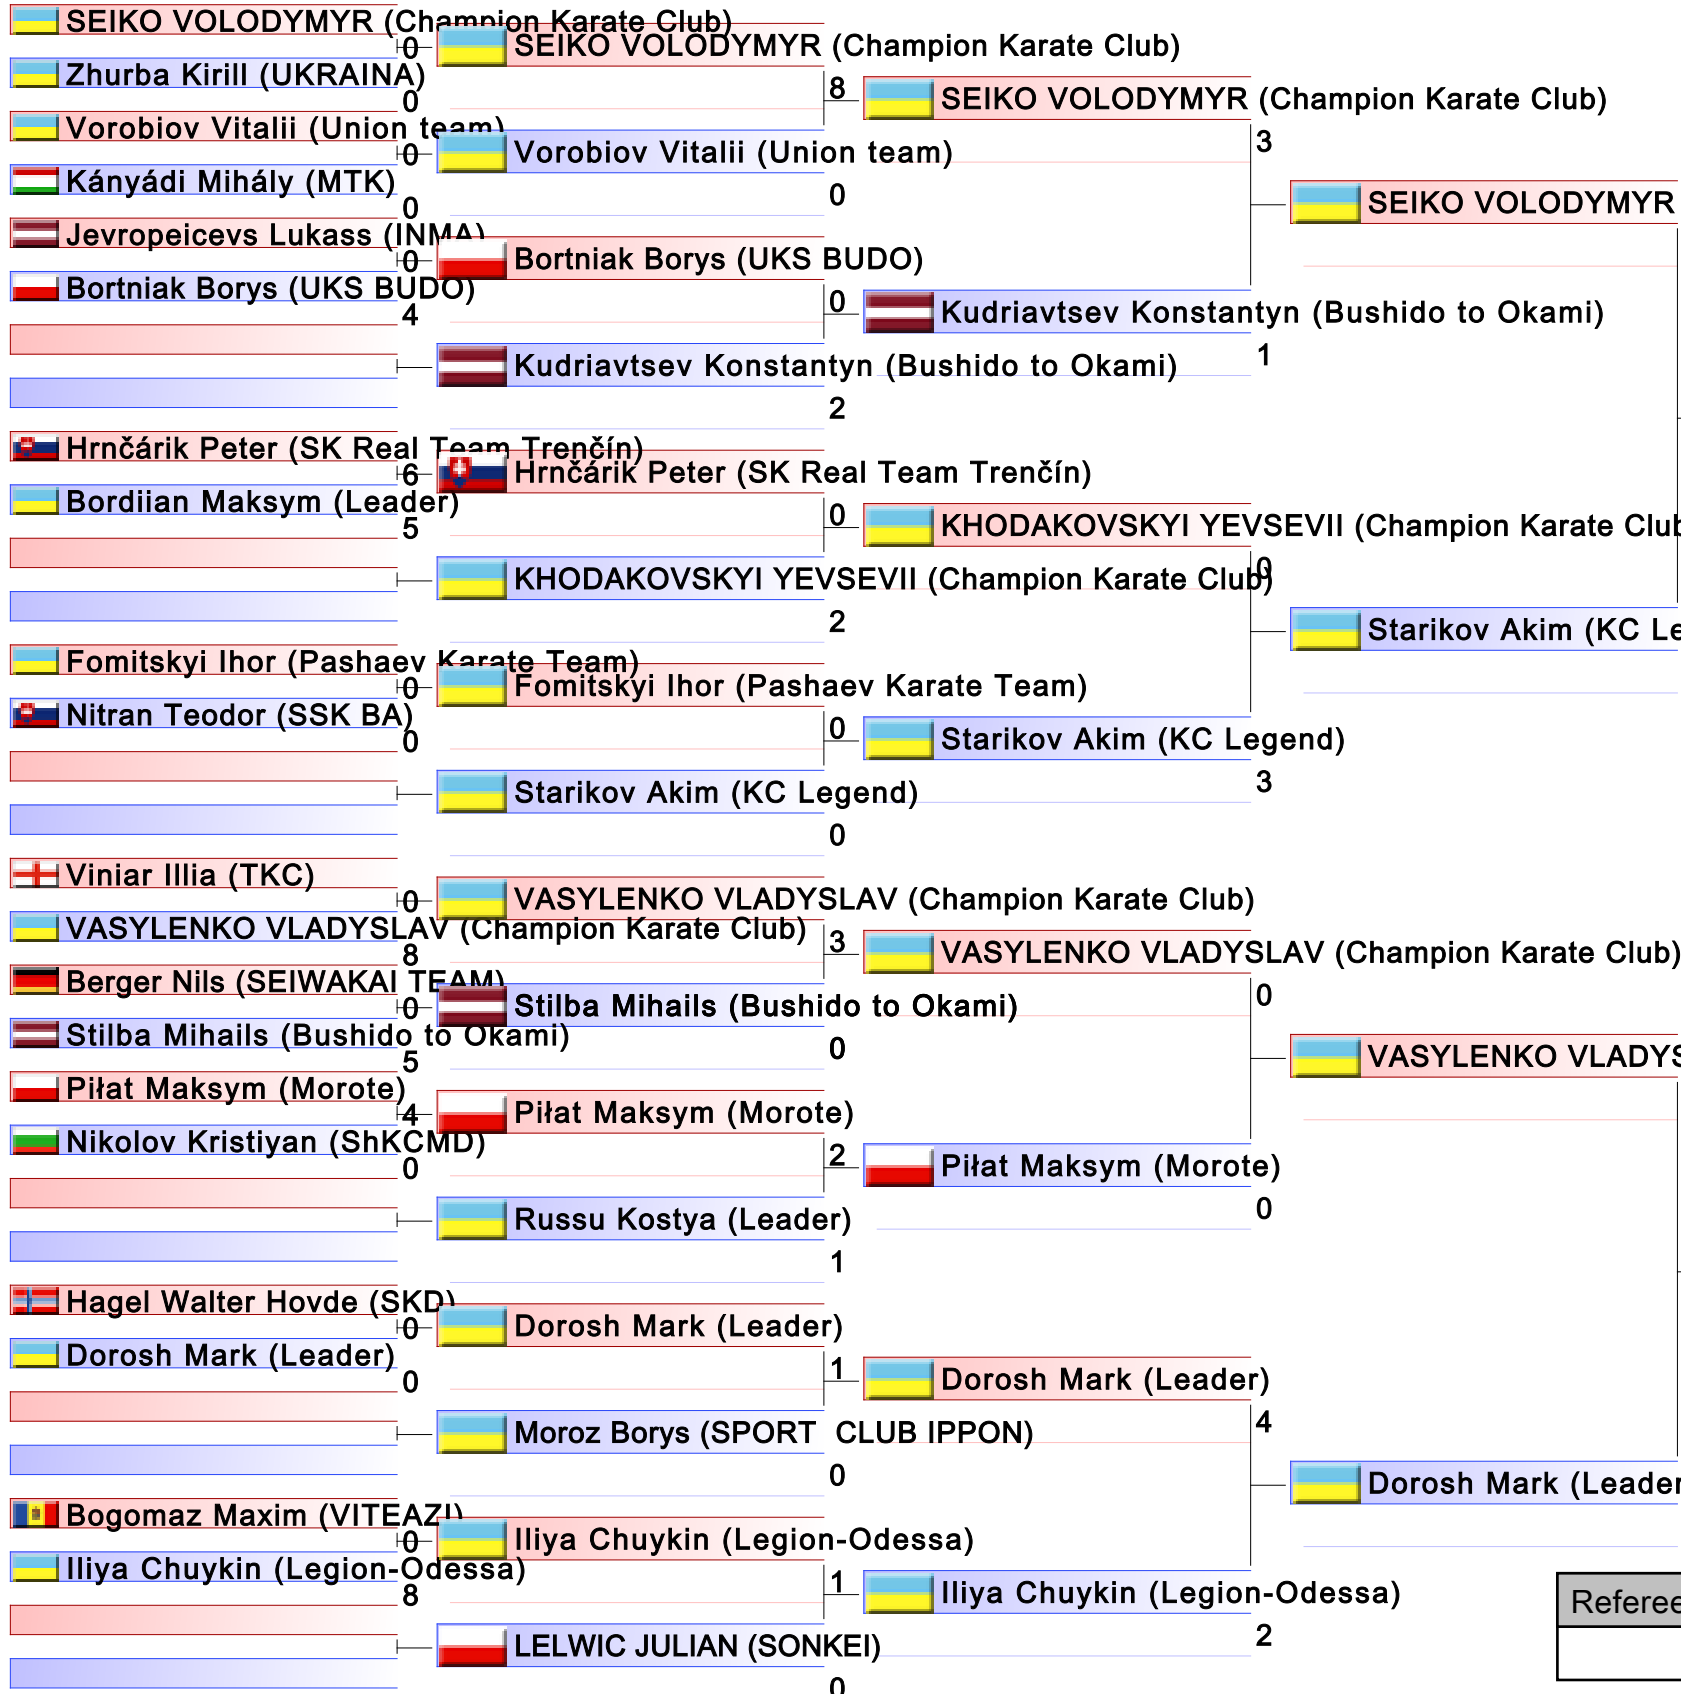 SEIKO VOLODYMYR (Champion Karate Club)
0
Zhurba Kirill (UKRAINA)
0
Vorobiov Vitalii (Union team)
0
Kányádi Mihály (MTK)
0
Jevropeicevs Lukass (INMA)
0
Bortniak Borys (UKS BUDO)
4
Hrnčárik Peter (SK Real Team Trenčín)
6
Bordiian Maksym (Leader)
5
Fomitskyi Ihor (Pashaev Karate Team)
0
Nitran Teodor (SSK BA)
0
Viniar Illia (TKC)
0
VASYLENKO VLADYSLAV (Champion Karate Club)
8
Berger Nils (SEIWAKAI TEAM)
0
Stilba Mihails (Bushido to Okami)
5
Piłat Maksym (Morote)
4
Nikolov Kristiyan (ShKCMD)
0
Hagel Walter Hovde (SKD)
0
Dorosh Mark (Leader)
0
Bogomaz Maxim (VITEAZI)
0
Iliya Chuykin (Legion-Odessa)
8
SEIKO VOLODYMYR (Champion Karate Club)
8
Vorobiov Vitalii (Union team)
0
Bortniak Borys (UKS BUDO)
0
Kudriavtsev Konstantyn (Bushido to Okami)
2
Hrnčárik Peter (SK Real Team Trenčín)
0
KHODAKOVSKYI YEVSEVII (Champion Karate Club)
2
Fomitskyi Ihor (Pashaev Karate Team)
0
Starikov Akim (KC Legend)
0
VASYLENKO VLADYSLAV (Champion Karate Club)
3
Stilba Mihails (Bushido to Okami)
0
Piłat Maksym (Morote)
2
Russu Kostya (Leader)
1
Dorosh Mark (Leader)
1
Moroz Borys (SPORT CLUB IPPON)
0
Iliya Chuykin (Legion-Odessa)
1
LELWIC JULIAN (SONKEI)
0
SEIKO VOLODYMYR (Champion Karate Club)
3
Kudriavtsev Konstantyn (Bushido to Okami)
1
KHODAKOVSKYI YEVSEVII (Champion Karate Club
0
Starikov Akim (KC Legend)
3
VASYLENKO VLADYSLAV (Champion Karate Club)
0
Piłat Maksym (Morote)
0
Dorosh Mark (Leader)
4
Iliya Chuykin (Legion-Odessa)
2
SEIKO VOLODYMYR
Starikov Akim (KC Le
VASYLENKO VLADYS
Dorosh Mark (Leader
Referee